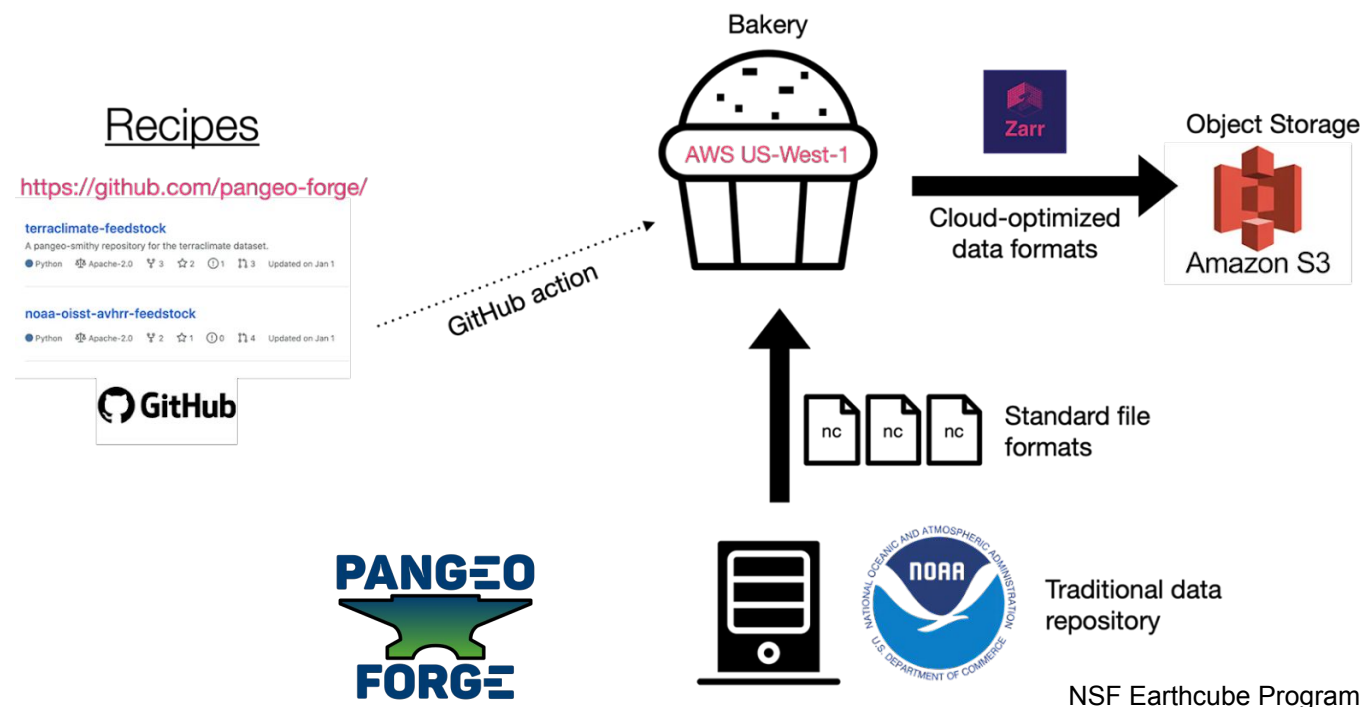 Bakery
AWS US-West-1
Recipes
https://github.com/pangeo-forge/
terraclimate-feedstock
A pangeo-smithy repository for the terraclimate dataset.
Python Apache-2.0 3 2 1 3 Updated on Jan 1
noaa-oisst-avhrr-feedstock
Python Apache-2.0 2 1 0 4 Updated on Jan 1
GitHub
GitHub action
Zarr
Cloud-optimized
data formats
Object Storage
Amazon S3
nc nc nc
Standard file
formats
PANGEO
FORGE
NATIONAL OCEANIC AND ATMOSPHERIC ADMINISTRATION
NOAA
U.S. DEPARTMENT OF COMMERCE
Traditional data
repository
NSF Earthcube Program